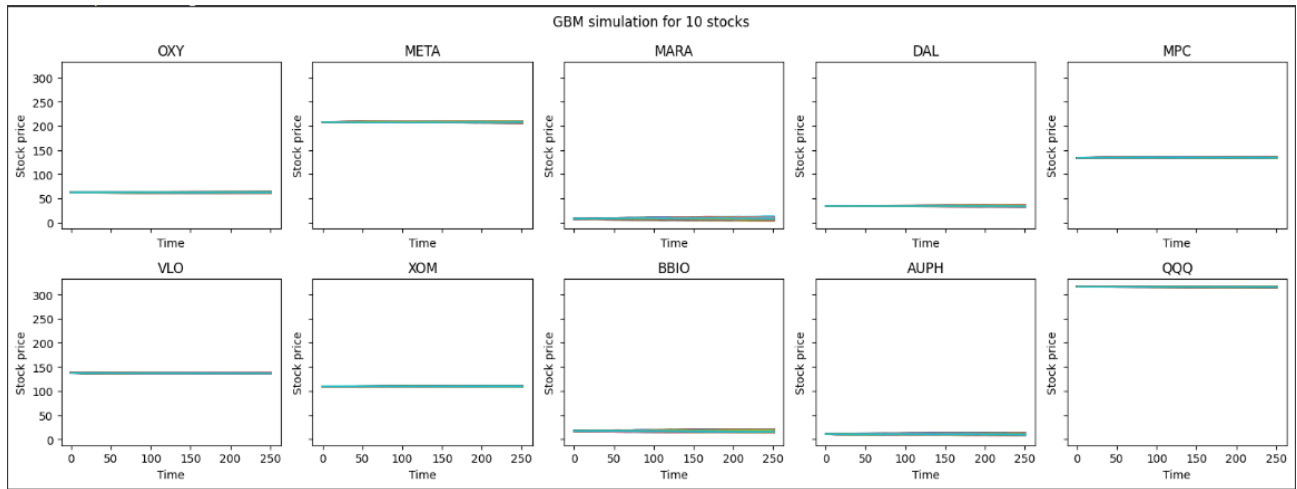 GBM simulation for 10 stocks
OXY META MARA DAL MPC
300
250
200
150
100
50
0
Stock price Stock price Stock price Stock price Stock price
Time Time Time Time Time
VLO XOM BBIO AUPH QQQ
300
250
200
150
100
50
0
Stock price Stock price Stock price Stock price Stock price
0 50 100 150 200 250 0 50 100 150 200 250 0 50 100 150 200 250 0 50 100 150 200 250 0 50 100 150 200 250
Time Time Time Time Time